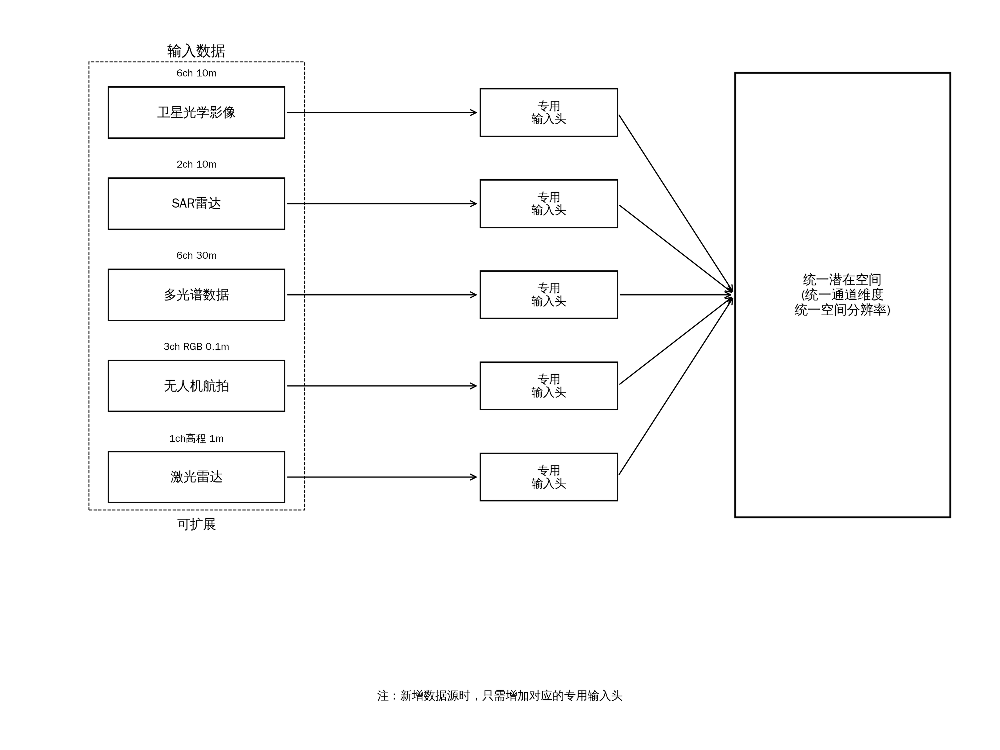 输入数据
6ch 10m
卫星光学影像
专用
输入头
2ch 10m
SAR雷达
专用
输入头
6ch 30m
多光谱数据
专用
输入头
统一潜在空间
（统一通道维度
统一空间分辨率）
3ch RGB 0.1m
无人机航拍
专用
输入头
1ch高程 1m
激光雷达
专用
输入头
可扩展
注：新增数据源时，只需增加对应的专用输入头